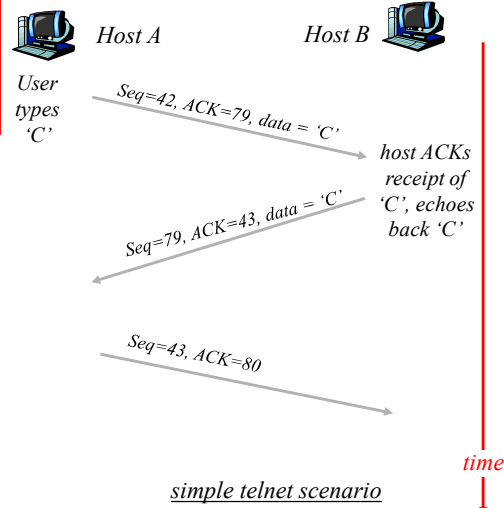 Host A
Host B
User
types
‘C’
Seq=42, ACK=79, data = ‘C’
host ACKs
receipt of
‘C’, echoes
back ‘C’
Seq=79, ACK=43, data = ‘C’
Seq=43, ACK=80
time
simple telnet scenario